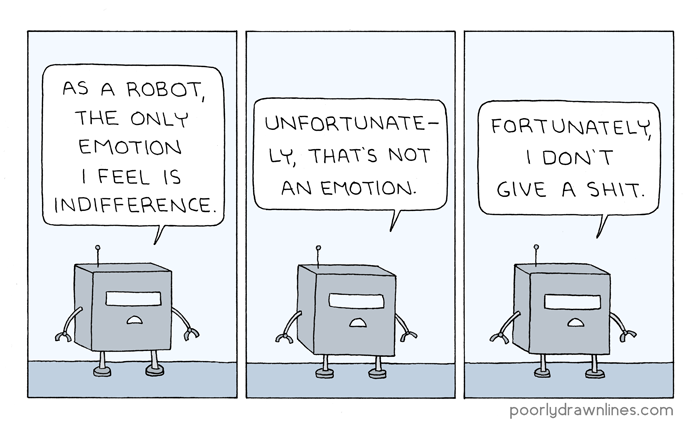 AS A ROBOT,
THE ONLY
EMOTION
I FEEL IS
INDIFFERENCE.
UNFORTUNATE-
LY, THAT'S NOT
AN EMOTION.
FORTUNATELY,
I DON'T
GIVE A SHIT.
poorlydrawnlines.com